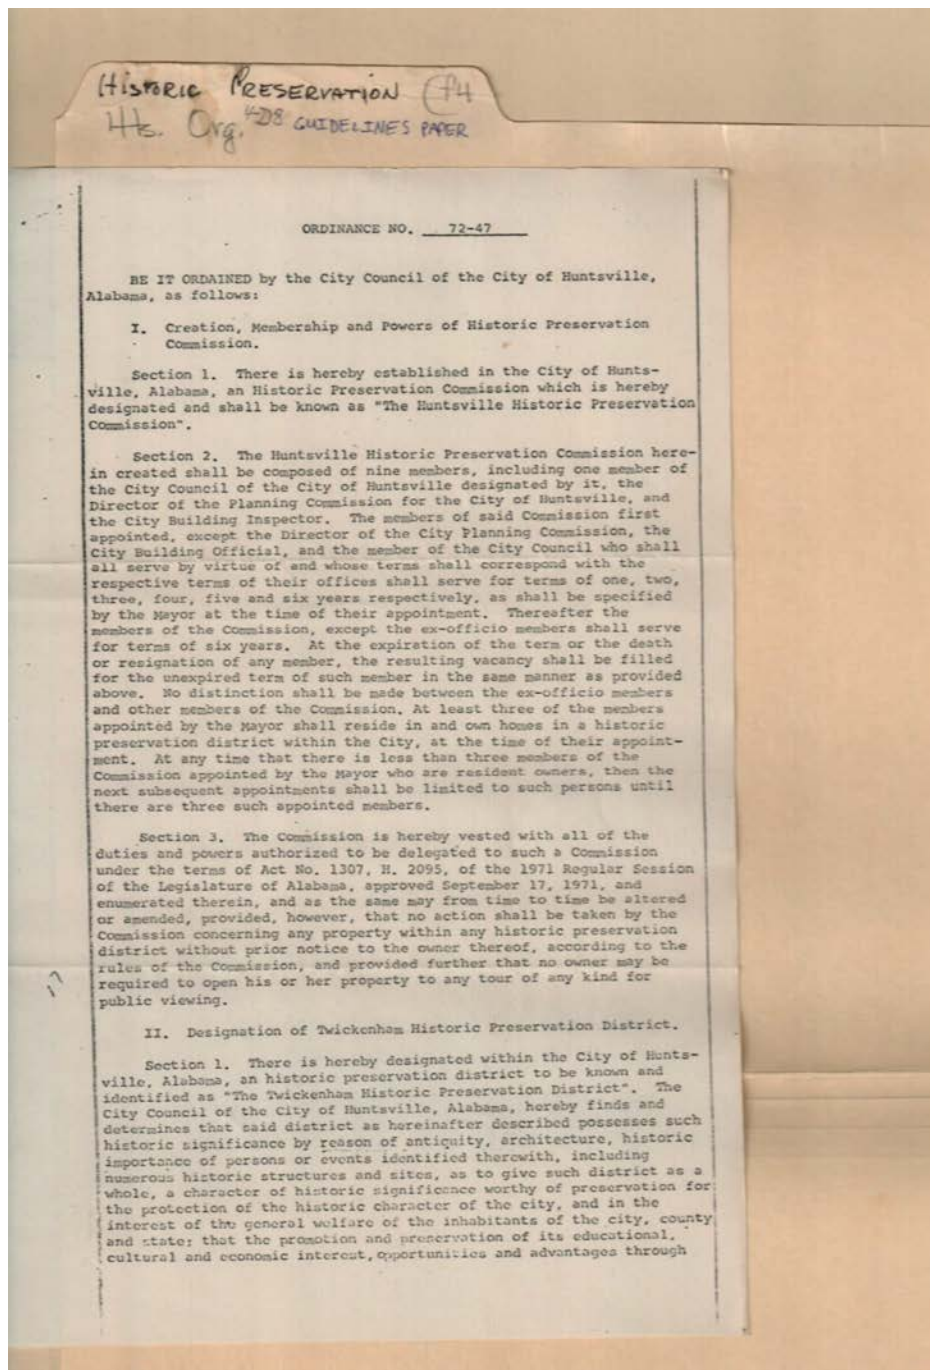 HISTORIC PRESERVATION f4
Hts. Org. 4-D8 GUIDELINES PAPER
ORDINANCE NO. 72-47
BE IT ORDAINED by the City Council of the City of Huntsville,
Alabama, as follows:
I. Creation, Membership and Powers of Historic Preservation
Commission.
Section 1. There is hereby established in the City of Hunts-
ville, Alabama, an Historic Preservation Commission which is hereby
designated and shall be known as "The Huntsville Historic Preservation
Commission".
Section 2. The Huntsville Historic Preservation Commission here-
in created shall be composed of nine members, including one member of
the City Council of the City of Huntsville designated by it, the
Director of the Planning Commission for the City of Huntsville, and
the City Building Inspector. The members of said Commission first
appointed, except the Director of the City Planning Commission, the
City Building Official, and the member of the City Council who shall
all serve by virtue of and whose terms shall correspond with the
respective terms of their offices shall serve for terms of one, two,
three, four, five and six years respectively, as shall be specified
by the Mayor at the time of their appointment. Thereafter the
members of the Commission, except the ex-officio members shall serve
for terms of six years. At the expiration of the term or the death
or resignation of any member, the resulting vacancy shall be filled
for the unexpired term of such member in the same manner as provided
above. No distinction shall be made between the ex-officio members
and other members of the Commission. At least three of the members
appointed by the Mayor shall reside in and own homes in a historic
preservation district within the City, at the time of their appoint-
ment. At any time that there is less than three members of the
Commission appointed by the Mayor who are resident owners, then the
next subsequent appointments shall be limited to such persons until
there are three such appointed members.
Section 3. The Commission is hereby vested with all of the
duties and powers authorized to be delegated to such a Commission
under the terms of Act No. 1307, H. 2095, of the 1971 Regular Session
of the Legislature of Alabama, approved September 17, 1971, and
enumerated therein, and as the same may from time to time be altered
or amended, provided, however, that no action shall be taken by the
Commission concerning any property within any historic preservation
district without prior notice to the owner thereof, according to the
rules of the Commission, and provided further that no owner may be
required to open his or her property to any tour of any kind for
public viewing.
II. Designation of Twickenham Historic Preservation District.
Section 1. There is hereby designated within the City of Hunts-
ville, Alabama, an historic preservation district to be known and
identified as "The Twickenham Historic Preservation District". The
City Council of the City of Huntsville, Alabama, hereby finds and
determines that said district as hereinafter described possesses such
historic significance by reason of antiquity, architecture, historic
importance of persons or events identified therewith, including
numerous historic structures and sites, as to give such district as a
whole, a character of historic significance worthy of preservation for
the protection of the historic character of the city, and in the
interest of the general welfare of the inhabitants of the city, county
and state; that the promotion and preservation of its educational,
cultural and economic interest, opportunities and advantages through